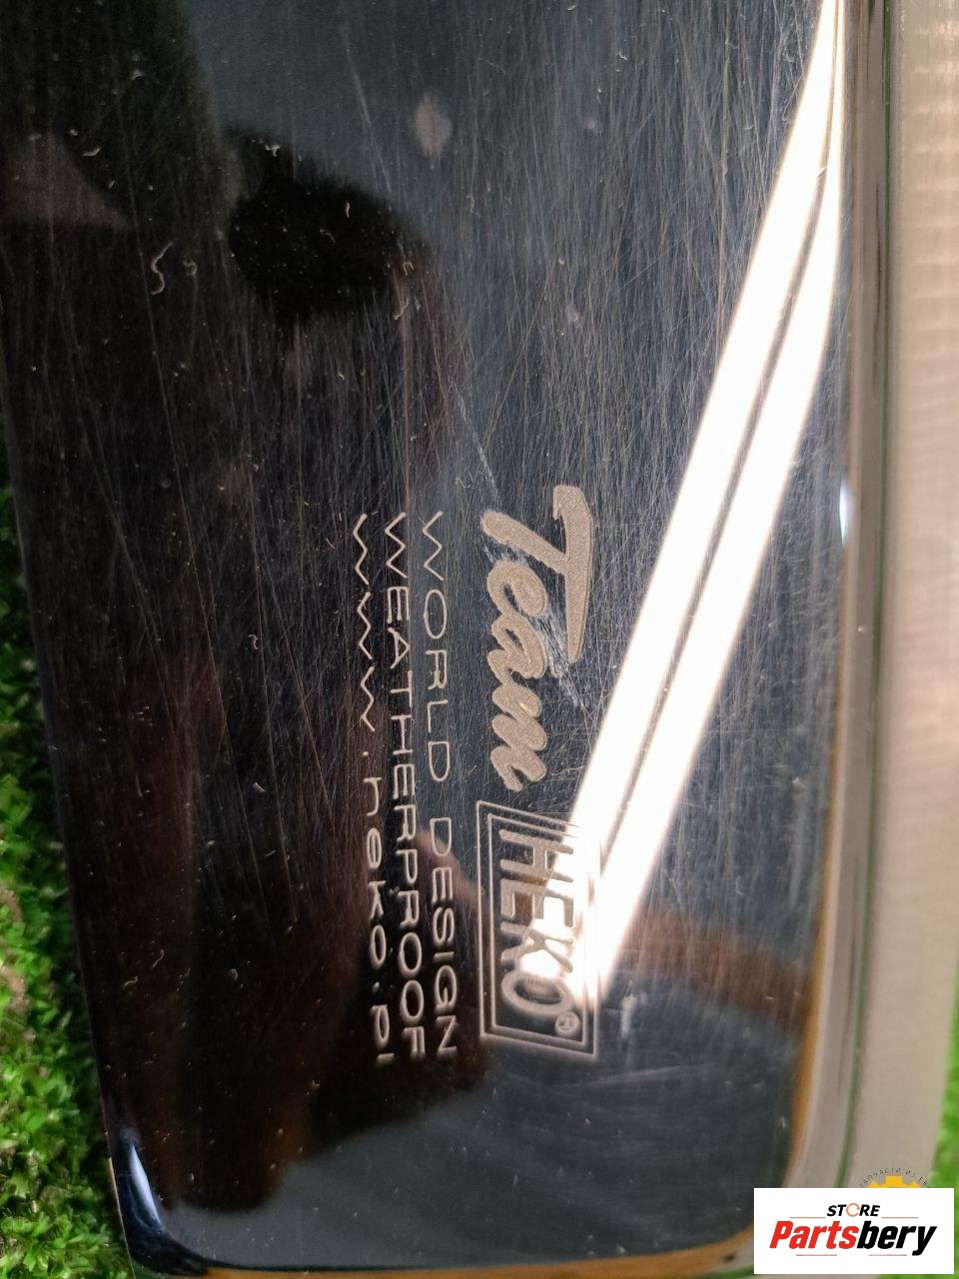 Team HEKO®
WORLD DESIGN
WEATHERPROOF
www.heko.pl
STORE
Partsbery